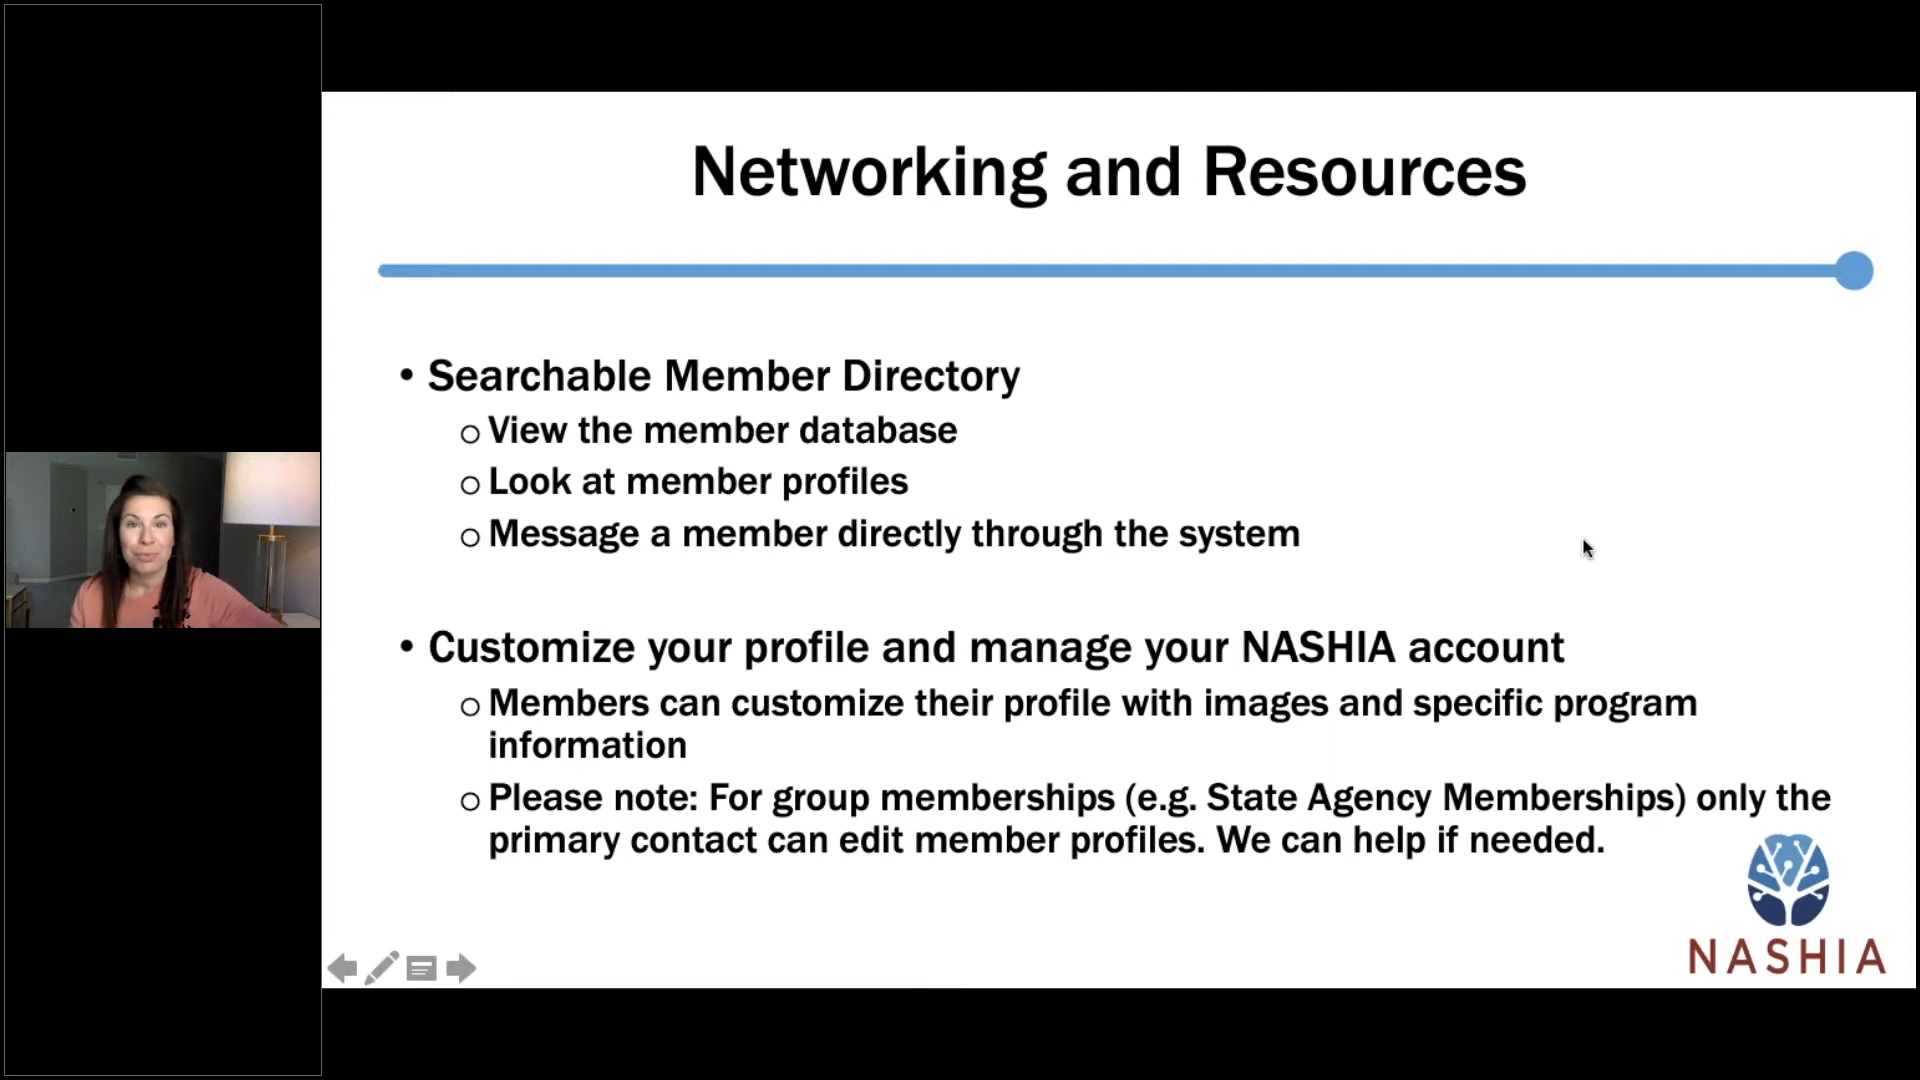 Networking and Resources
• Searchable Member Directory
o View the member database
o Look at member profiles
o Message a member directly through the system
• Customize your profile and manage your NASHIA account
o Members can customize their profile with images and specific program
information
o Please note: For group memberships (e.g. State Agency Memberships) only the
primary contact can edit member profiles. We can help if needed.
NASHIA